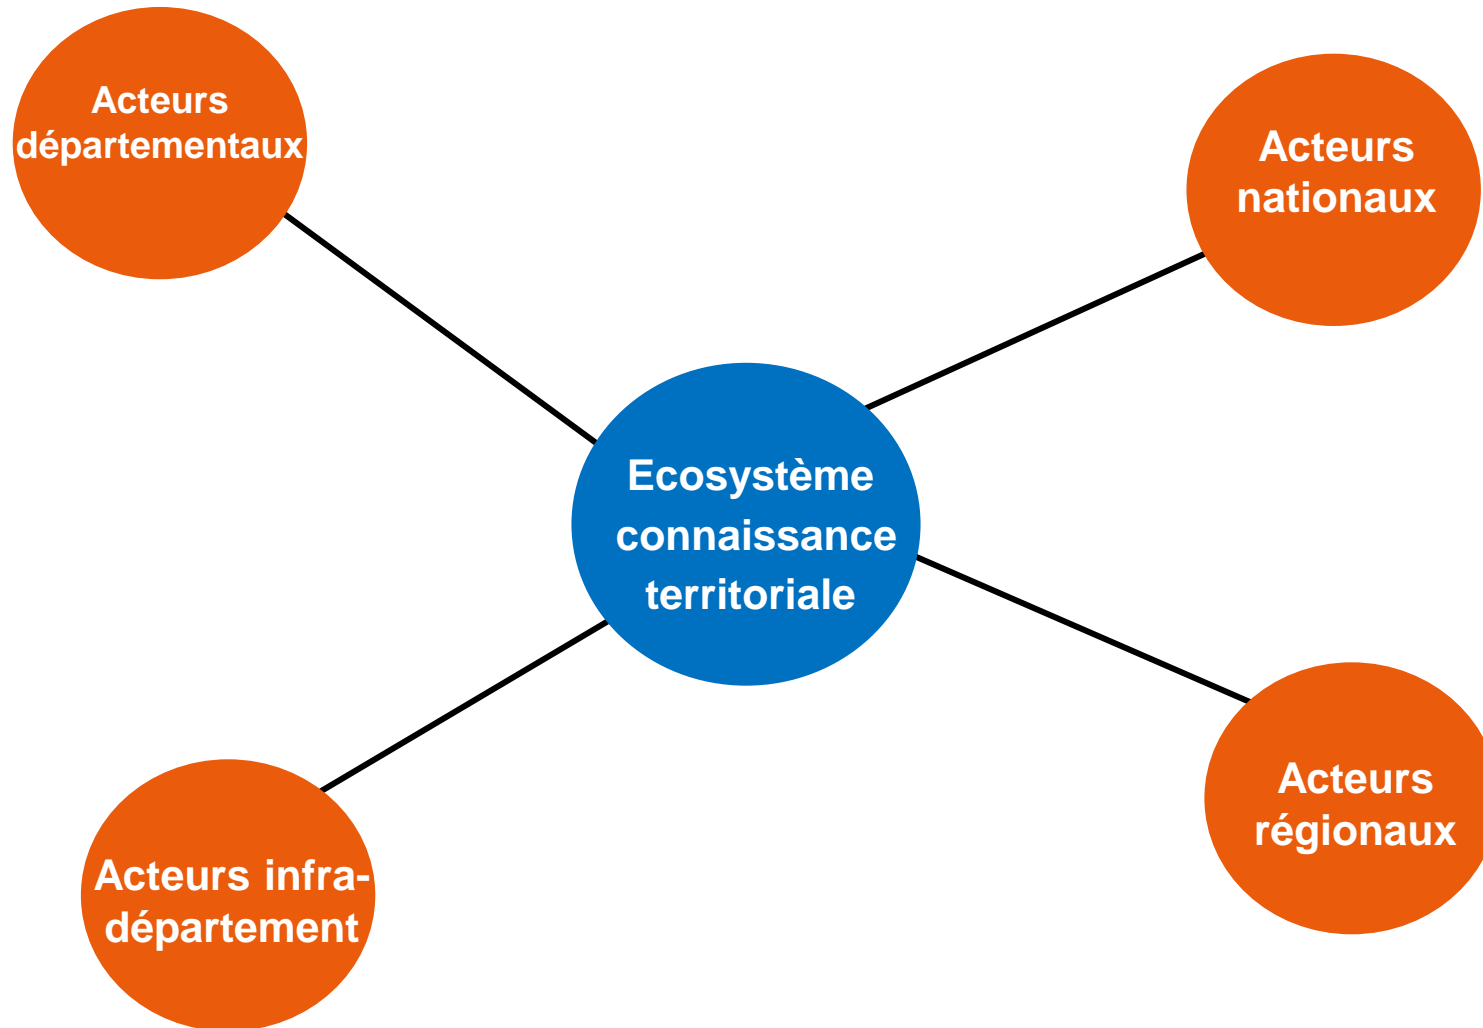 Acteurs
départementaux
Acteurs
nationaux
Ecosystème
connaissance
territoriale
Acteurs
régionaux
Acteurs infra-
département